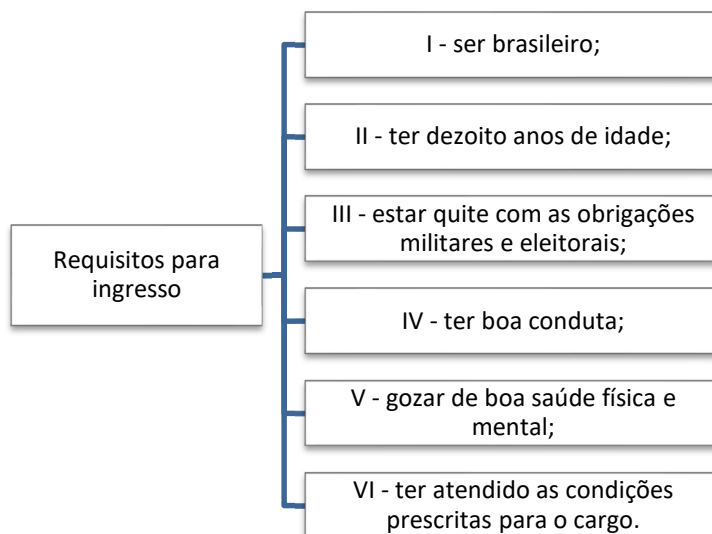 Requisitos para
ingresso
I - ser brasileiro;
II - ter dezoito anos de idade;
III - estar quite com as obrigações
militares e eleitorais;
IV - ter boa conduta;
V - gozar de boa saúde física e
mental;
VI - ter atendido as condições
prescritas para o cargo.